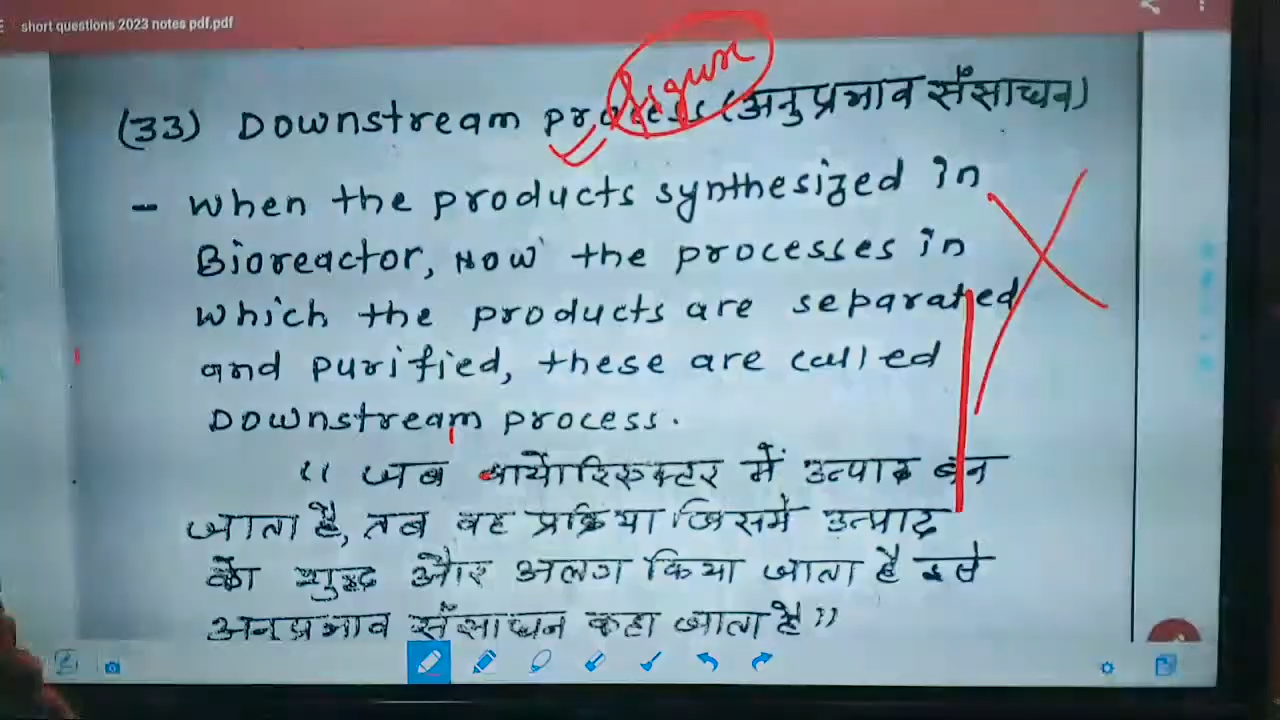 short questions 2023 notes pdf.pdf
(33) Downstream process (अनुप्रभाव सँसाधन)
- When the products synthesized in
Bioreactor, Now the processes in
which the products are separated
and purified, these are called
Downstream process.
" जब बायोरिएक्टर में उत्पाद बन
जाता है, तब वह प्रक्रिया जिसमें उत्पाद
को शुद्ध और अलग किया जाता है इसे
अनुप्रभाव सँसाधन कहा जाता है "